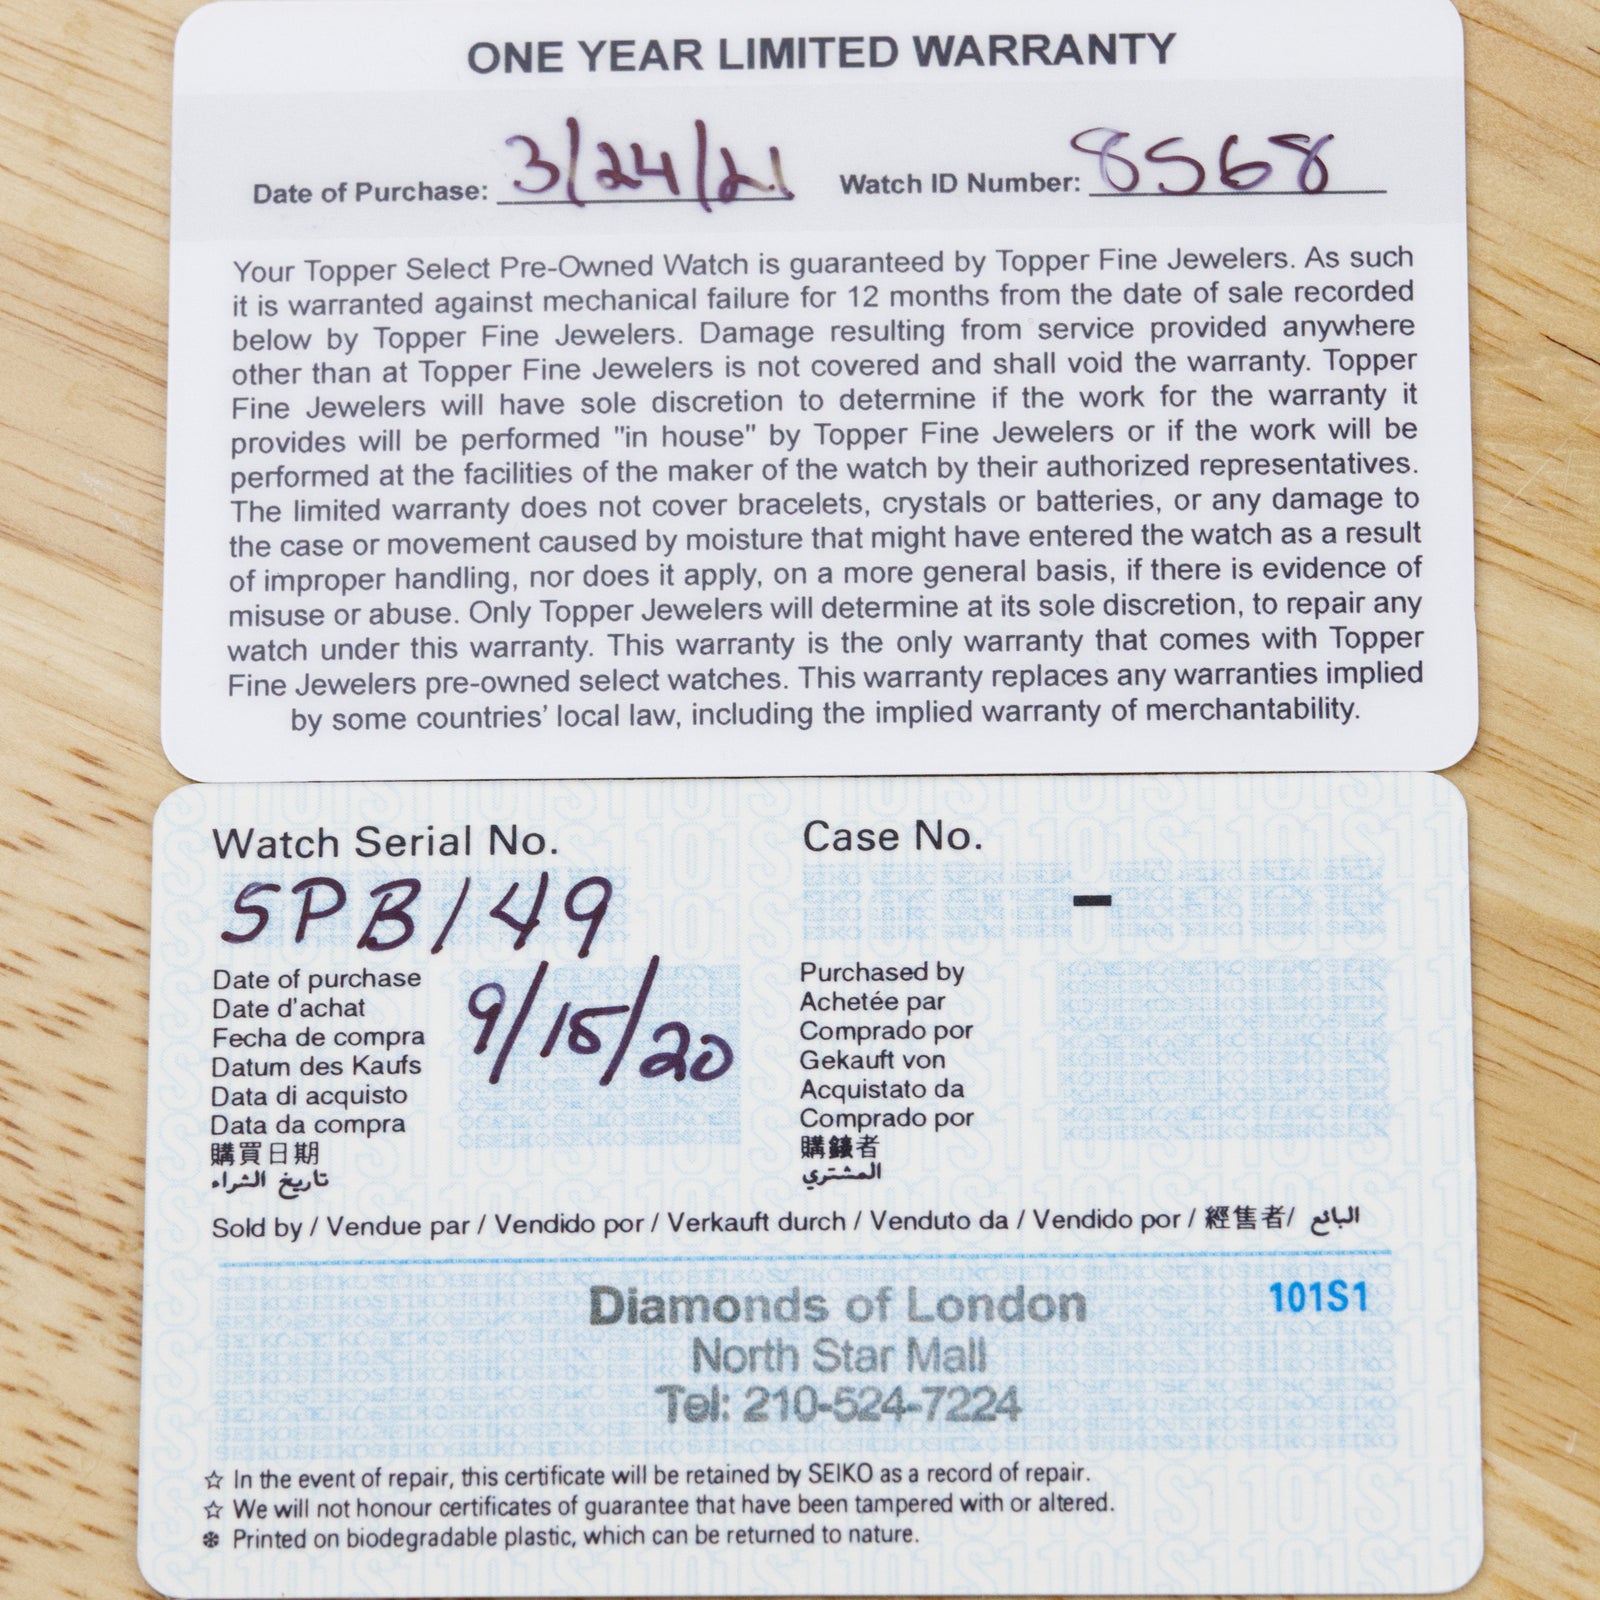 ONE YEAR LIMITED WARRANTY
Date of Purchase: 3/24/21 Watch ID Number: 8568
Your Topper Select Pre-Owned Watch is guaranteed by Topper Fine Jewelers. As such
it is warranted against mechanical failure for 12 months from the date of sale recorded
below by Topper Fine Jewelers. Damage resulting from service provided anywhere
other than at Topper Fine Jewelers is not covered and shall void the warranty. Topper
Fine Jewelers will have sole discretion to determine if the work for the warranty it
provides will be performed "in house" by Topper Fine Jewelers or if the work will be
performed at the facilities of the maker of the watch by their authorized representatives.
The limited warranty does not cover bracelets, crystals or batteries, or any damage to
the case or movement caused by moisture that might have entered the watch as a result
of improper handling, nor does it apply, on a more general basis, if there is evidence of
misuse or abuse. Only Topper Jewelers will determine at its sole discretion, to repair any
watch under this warranty. This warranty is the only warranty that comes with Topper
Fine Jewelers pre-owned select watches. This warranty replaces any warranties implied
by some countries' local law, including the implied warranty of merchantability.
Watch Serial No.
SPB149
Case No.
–
Date of purchase
Date d'achat
Fecha de compra
Datum des Kaufs
Data di acquisto
Data da compra
購買日期
تاريخ الشراء
9/15/20
Purchased by
Achetée par
Comprado por
Gekauft von
Acquistato da
Comprado por
者
المشتري
Sold by / Vendue par / Vendido por / Verkauft durch / Venduto da / Vendido por / 經售者/ البائع
Diamonds of London
North Star Mall
Tel: 210-524-7224
101S1
☆ In the event of repair, this certificate will be retained by SEIKO as a record of repair.
☆ We will not honour certificates of guarantee that have been tampered with or altered.
❄ Printed on biodegradable plastic, which can be returned to nature.